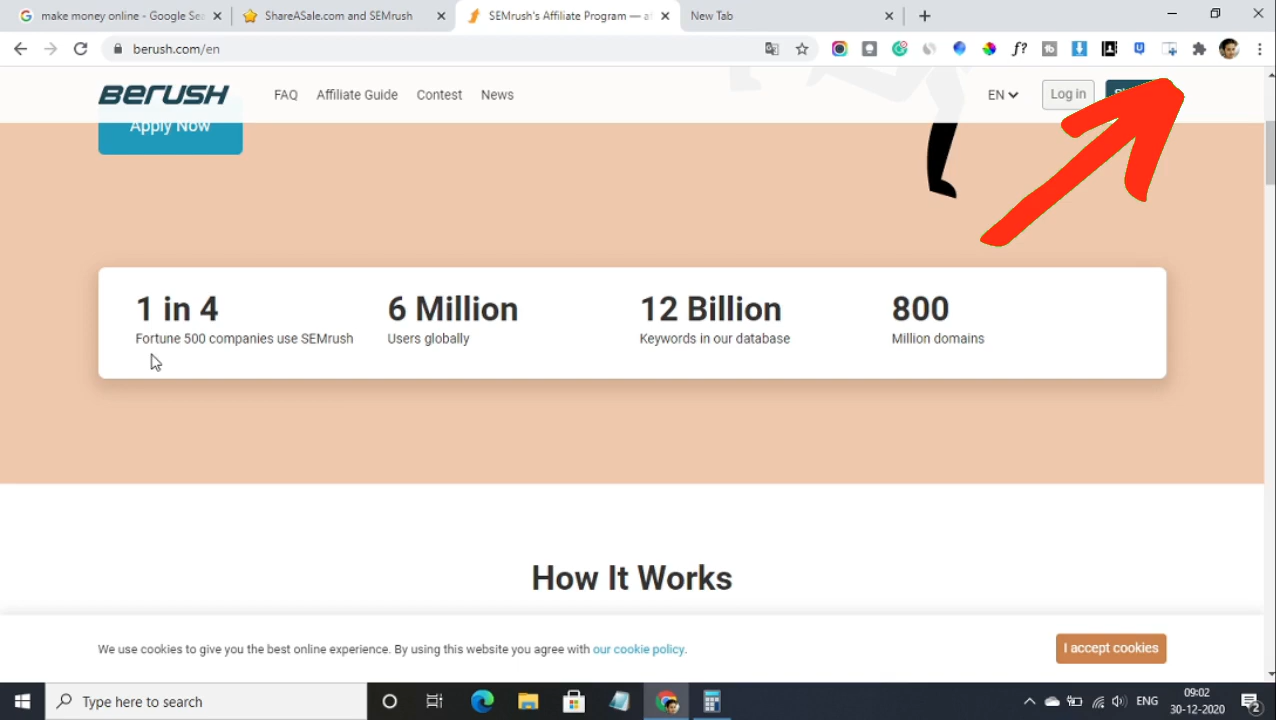 make money online - Google Sea
ShareASale.com and SEMrush
SEMrush's Affiliate Program — a
New Tab
berush.com/en
BERUSH
FAQ
Affiliate Guide
Contest
News
EN
Log in
Apply Now
1 in 4
Fortune 500 companies use SEMrush
6 Million
Users globally
12 Billion
Keywords in our database
800
Million domains
How It Works
We use cookies to give you the best online experience. By using this website you agree with our cookie policy.
I accept cookies
Type here to search
ENG
09:02
30-12-2020
2